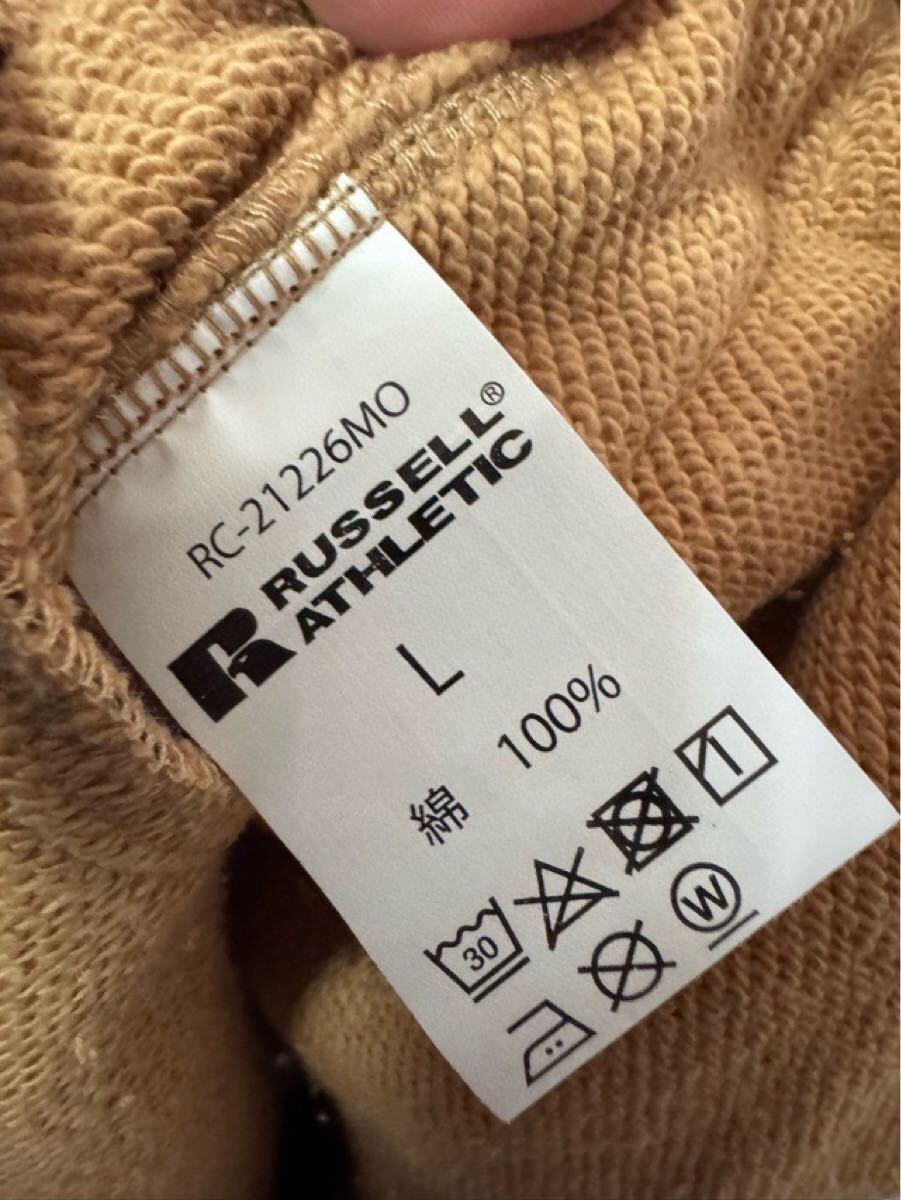 RC-21226MO
RUSSELL®
ATHLETIC
L
綿 100%
30
W